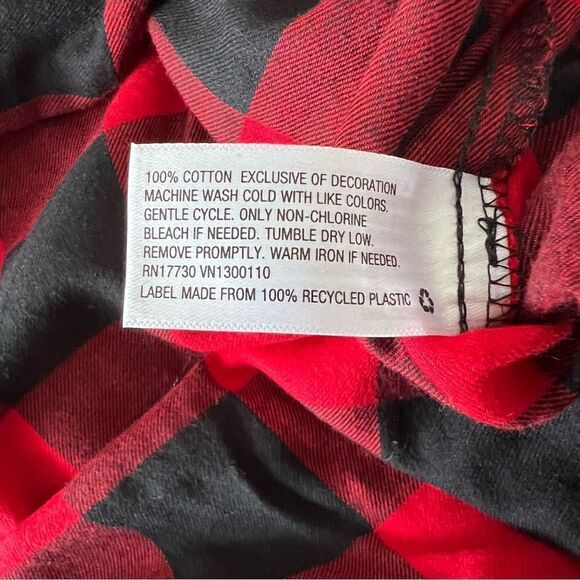 100% COTTON EXCLUSIVE OF DECORATION
MACHINE WASH COLD WITH LIKE COLORS.
GENTLE CYCLE. ONLY NON-CHLORINE
BLEACH IF NEEDED. TUMBLE DRY LOW.
REMOVE PROMPTLY. WARM IRON IF NEEDED.
RN17730 VN1300110
LABEL MADE FROM 100% RECYCLED PLASTIC